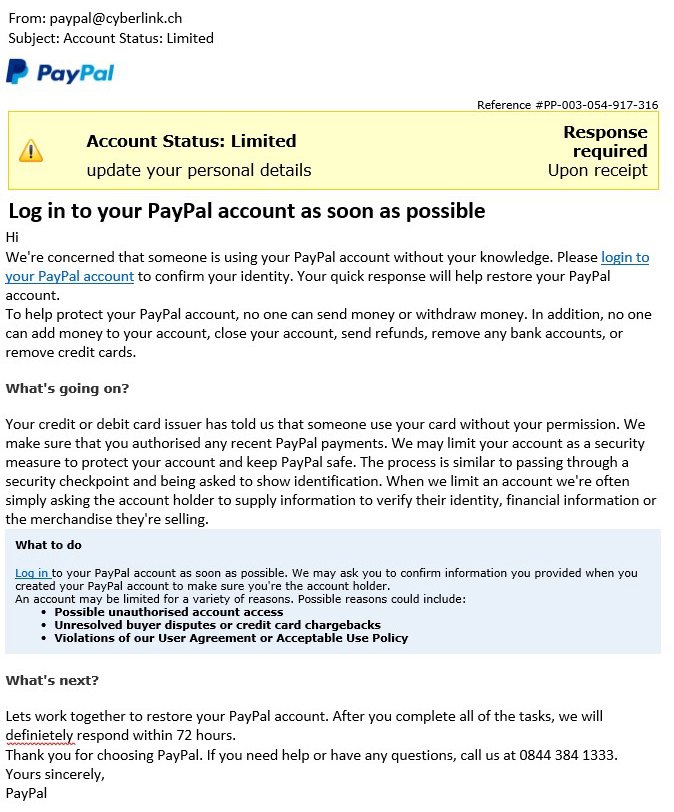 From: paypal@cyberlink.ch
Subject: Account Status: Limited
PayPal
Reference #PP-003-054-917-316
Account Status: Limited
update your personal details
Response
required
Upon receipt
Log in to your PayPal account as soon as possible
Hi
We're concerned that someone is using your PayPal account without your knowledge. Please login to
your PayPal account to confirm your identity. Your quick response will help restore your PayPal
account.
To help protect your PayPal account, no one can send money or withdraw money. In addition, no one
can add money to your account, close your account, send refunds, remove any bank accounts, or
remove credit cards.
What's going on?
Your credit or debit card issuer has told us that someone use your card without your permission. We
make sure that you authorised any recent PayPal payments. We may limit your account as a security
measure to protect your account and keep PayPal safe. The process is similar to passing through a
security checkpoint and being asked to show identification. When we limit an account we're often
simply asking the account holder to supply information to verify their identity, financial information or
the merchandise they're selling.
What to do
Log in to your PayPal account as soon as possible. We may ask you to confirm information you provided when you
created your PayPal account to make sure you're the account holder.
An account may be limited for a variety of reasons. Possible reasons could include:
• Possible unauthorised account access
• Unresolved buyer disputes or credit card chargebacks
• Violations of our User Agreement or Acceptable Use Policy
What's next?
Lets work together to restore your PayPal account. After you complete all of the tasks, we will
definietely respond within 72 hours.
Thank you for choosing PayPal. If you need help or have any questions, call us at 0844 384 1333.
Yours sincerely,
PayPal